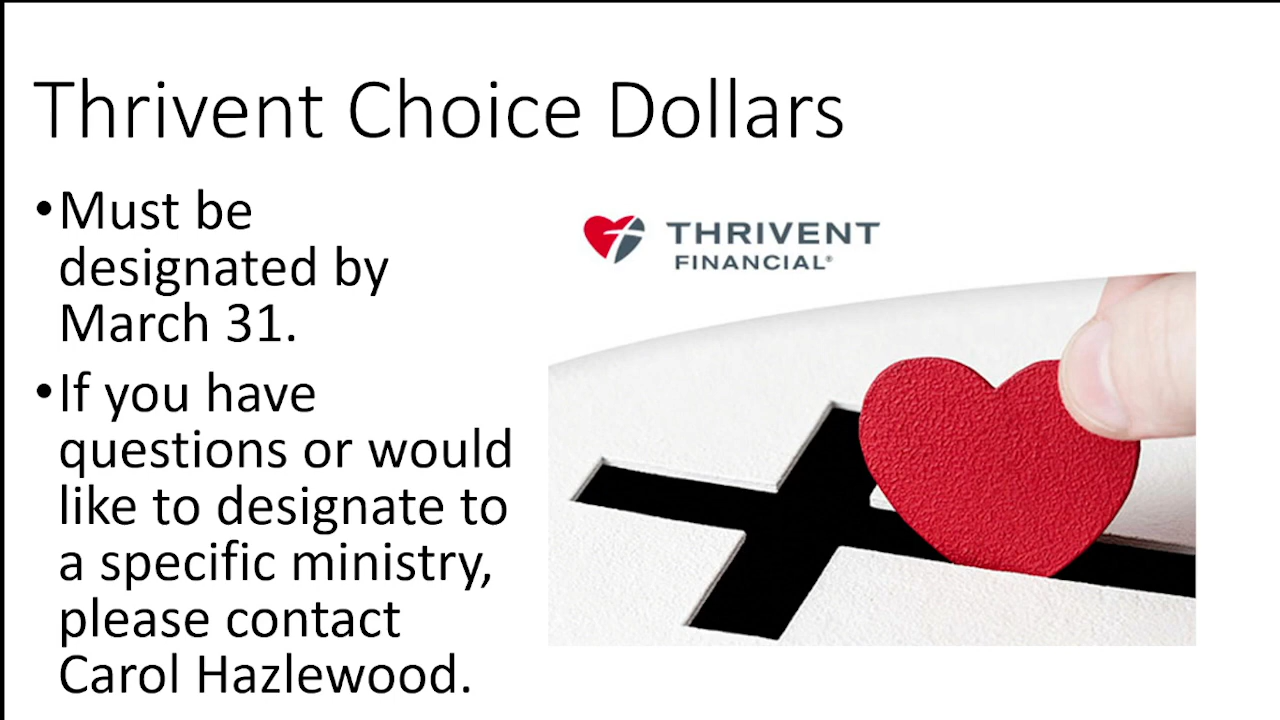 Thrivent Choice Dollars
•Must be
designated by
March 31.
•If you have
questions or would
like to designate to
a specific ministry,
please contact
Carol Hazlewood.
THRIVENT
FINANCIAL®